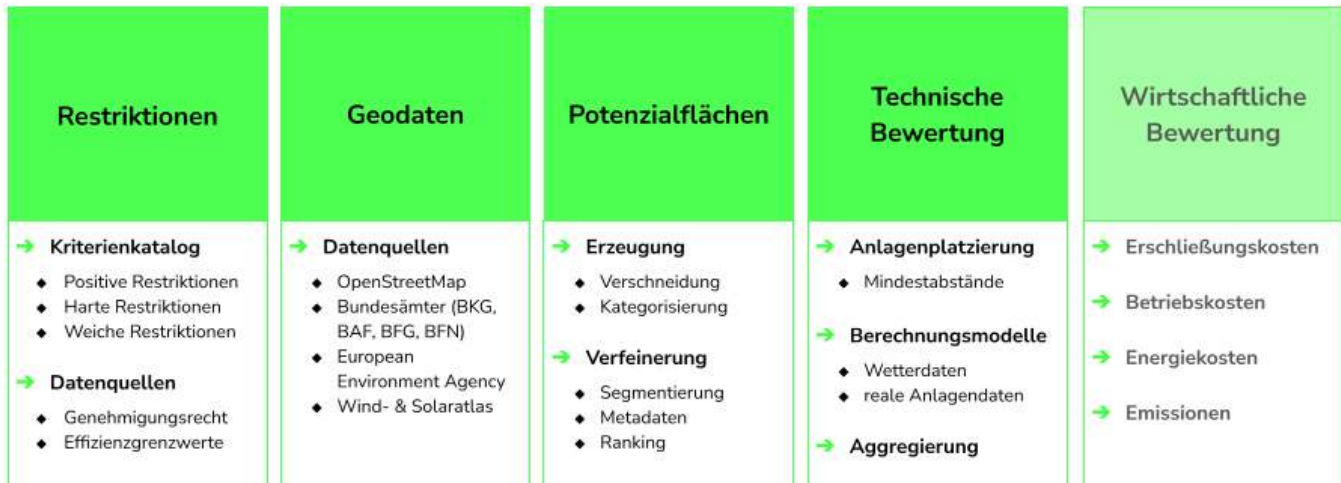 Restriktionen
Kriterienkatalog
Positive Restriktionen
Harte Restriktionen
Weiche Restriktionen
Datenquellen
Genehmigungsrecht
Effizienzgrenzwerte
Geodaten
Datenquellen
OpenStreetMap
Bundesämter (BKG,
BAF, BFG, BFN)
European
Environment Agency
Wind- & Solaratlas
Potenzialflächen
Erzeugung
Verschneidung
Kategorisierung
Verfeinerung
Segmentierung
Metadaten
Ranking
Technische
Bewertung
Anlagenplatzierung
Mindestabstände
Berechnungsmodelle
Wetterdaten
reale Anlagendaten
Aggregierung
Wirtschaftliche
Bewertung
Erschließungskosten
Betriebskosten
Energiekosten
Emissionen